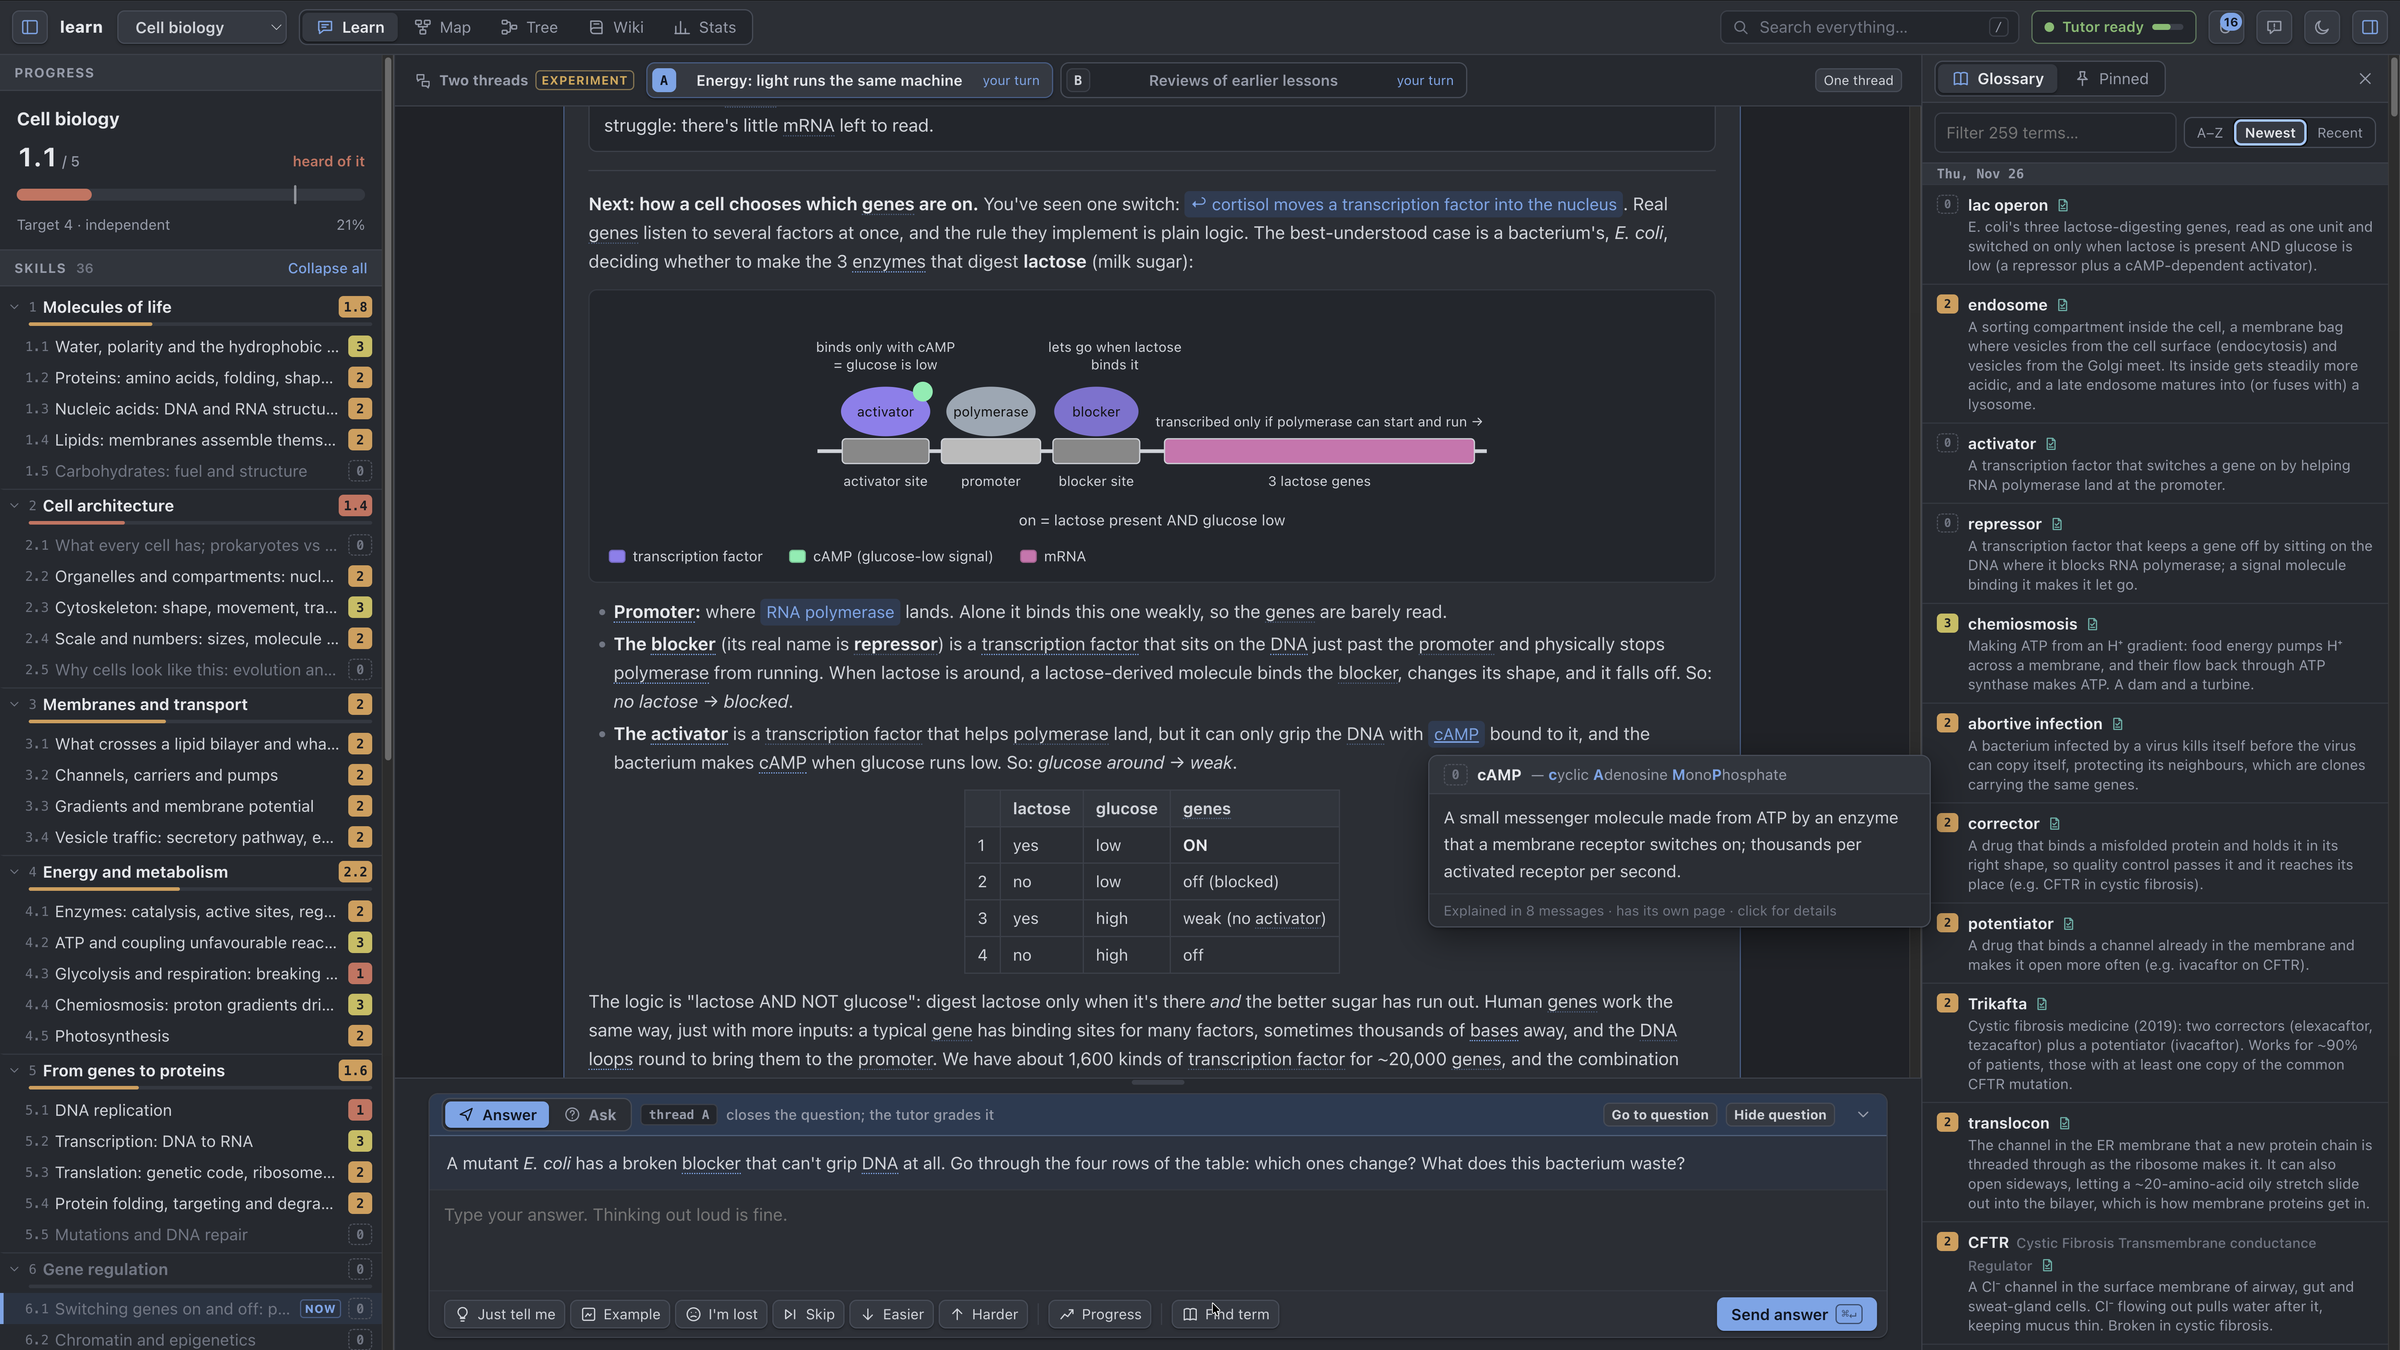 learn
Cell biology
Learn
Map
Tree
Wiki
Stats
Search everything...
/
Tutor ready
16
PROGRESS
Cell biology
1.1 / 5
heard of it
Target 4 · independent
21%
SKILLS 36
Collapse all
1 Molecules of life 1.8
1.1 Water, polarity and the hydrophobic ... 3
1.2 Proteins: amino acids, folding, shap... 2
1.3 Nucleic acids: DNA and RNA structu... 2
1.4 Lipids: membranes assemble thems... 2
1.5 Carbohydrates: fuel and structure 0
2 Cell architecture 1.4
2.1 What every cell has; prokaryotes vs ... 0
2.2 Organelles and compartments: nucl... 2
2.3 Cytoskeleton: shape, movement, tra... 3
2.4 Scale and numbers: sizes, molecule ... 2
2.5 Why cells look like this: evolution an... 0
3 Membranes and transport 2
3.1 What crosses a lipid bilayer and wha... 2
3.2 Channels, carriers and pumps 2
3.3 Gradients and membrane potential 2
3.4 Vesicle traffic: secretory pathway, e... 2
4 Energy and metabolism 2.2
4.1 Enzymes: catalysis, active sites, reg... 2
4.2 ATP and coupling unfavourable reac... 3
4.3 Glycolysis and respiration: breaking ... 1
4.4 Chemiosmosis: proton gradients dri... 3
4.5 Photosynthesis 2
5 From genes to proteins 1.6
5.1 DNA replication 1
5.2 Transcription: DNA to RNA 3
5.3 Translation: genetic code, ribosome... 2
5.4 Protein folding, targeting and degra... 2
5.5 Mutations and DNA repair 0
6 Gene regulation 0
6.1 Switching genes on and off: p... NOW 0
6.2 Chromatin and epigenetics 0
Two threads EXPERIMENT
A Energy: light runs the same machine your turn
B Reviews of earlier lessons your turn
One thread
struggle: there's little mRNA left to read.
Next: how a cell chooses which genes are on. You've seen one switch: ↩ cortisol moves a transcription factor into the nucleus . Real
genes listen to several factors at once, and the rule they implement is plain logic. The best-understood case is a bacterium's, E. coli,
deciding whether to make the 3 enzymes that digest lactose (milk sugar):
binds only with cAMP
= glucose is low
lets go when lactose
binds it
activator
polymerase
blocker
transcribed only if polymerase can start and run →
activator site
promoter
blocker site
3 lactose genes
on = lactose present AND glucose low
transcription factor
cAMP (glucose-low signal)
mRNA
• Promoter: where RNA polymerase lands. Alone it binds this one weakly, so the genes are barely read.
• The blocker (its real name is repressor) is a transcription factor that sits on the DNA just past the promoter and physically stops
polymerase from running. When lactose is around, a lactose-derived molecule binds the blocker, changes its shape, and it falls off. So:
no lactose → blocked.
• The activator is a transcription factor that helps polymerase land, but it can only grip the DNA with cAMP bound to it, and the
bacterium makes cAMP when glucose runs low. So: glucose around → weak.
lactose glucose genes
1 yes low ON
2 no low off (blocked)
3 yes high weak (no activator)
4 no high off
0 cAMP — cyclic Adenosine MonoPhosphate
A small messenger molecule made from ATP by an enzyme
that a membrane receptor switches on; thousands per
activated receptor per second.
Explained in 8 messages · has its own page · click for details
The logic is "lactose AND NOT glucose": digest lactose only when it's there and the better sugar has run out. Human genes work the
same way, just with more inputs: a typical gene has binding sites for many factors, sometimes thousands of bases away, and the DNA
loops round to bring them to the promoter. We have about 1,600 kinds of transcription factor for ~20,000 genes, and the combination
Answer
Ask
thread A
closes the question; the tutor grades it
Go to question
Hide question
A mutant E. coli has a broken blocker that can't grip DNA at all. Go through the four rows of the table: which ones change? What does this bacterium waste?
Type your answer. Thinking out loud is fine.
Just tell me
Example
I'm lost
Skip
Easier
Harder
Progress
Find term
Send answer ⌘↵
Glossary
Pinned
Filter 259 terms...
A–Z
Newest
Recent
Thu, Nov 26
0 lac operon
E. coli's three lactose-digesting genes, read as one unit and
switched on only when lactose is present AND glucose is
low (a repressor plus a cAMP-dependent activator).
2 endosome
A sorting compartment inside the cell, a membrane bag
where vesicles from the cell surface (endocytosis) and
vesicles from the Golgi meet. Its inside gets steadily more
acidic, and a late endosome matures into (or fuses with) a
lysosome.
0 activator
A transcription factor that switches a gene on by helping
RNA polymerase land at the promoter.
0 repressor
A transcription factor that keeps a gene off by sitting on the
DNA where it blocks RNA polymerase; a signal molecule
binding it makes it let go.
3 chemiosmosis
Making ATP from an H⁺ gradient: food energy pumps H⁺
across a membrane, and their flow back through ATP
synthase makes ATP. A dam and a turbine.
2 abortive infection
A bacterium infected by a virus kills itself before the virus
can copy itself, protecting its neighbours, which are clones
carrying the same genes.
2 corrector
A drug that binds a misfolded protein and holds it in its
right shape, so quality control passes it and it reaches its
place (e.g. CFTR in cystic fibrosis).
2 potentiator
A drug that binds a channel already in the membrane and
makes it open more often (e.g. ivacaftor on CFTR).
2 Trikafta
Cystic fibrosis medicine (2019): two correctors (elexacaftor,
tezacaftor) plus a potentiator (ivacaftor). Works for ~90%
of patients, those with at least one copy of the common
CFTR mutation.
2 translocon
The channel in the ER membrane that a new protein chain is
threaded through as the ribosome makes it. It can also
open sideways, letting a ~20-amino-acid oily stretch slide
out into the bilayer, which is how membrane proteins get in.
2 CFTR Cystic Fibrosis Transmembrane conductance
Regulator
A Cl⁻ channel in the surface membrane of airway, gut and
sweat-gland cells. Cl⁻ flowing out pulls water after it,
keeping mucus thin. Broken in cystic fibrosis.